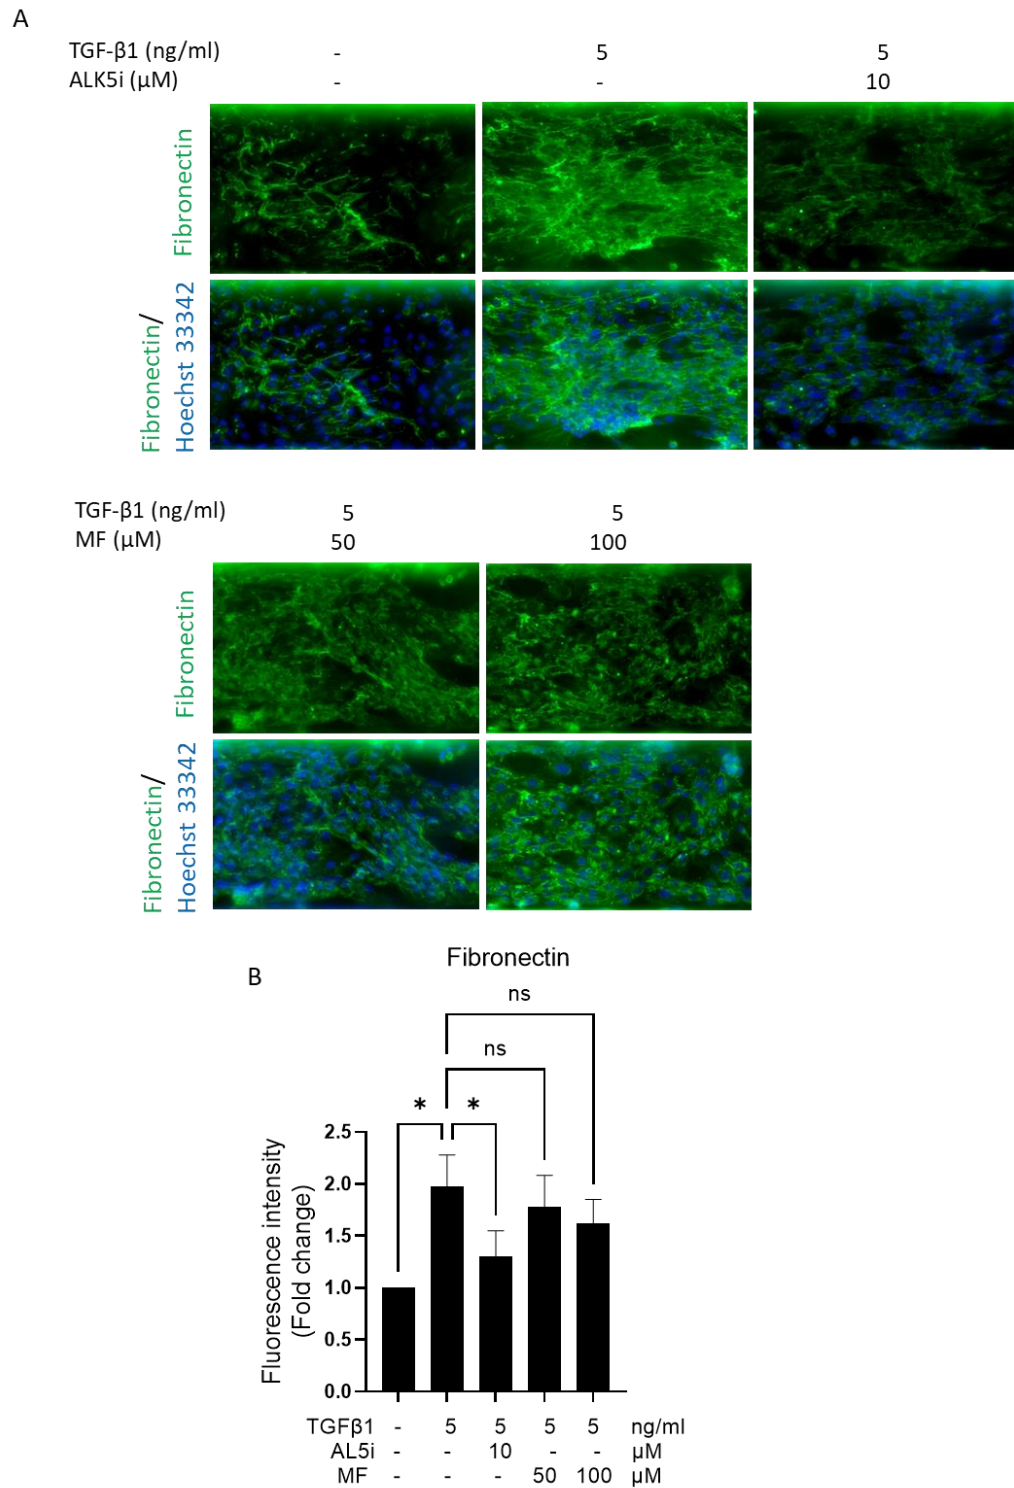 A
TGF-β1 (ng/ml) - 5 5
ALK5i (µM) - - 10
Fibronectin
Fibronectin/
Hoechst 33342
TGF-β1 (ng/ml) 5 5
MF (µM) 50 100
Fibronectin
Fibronectin/
Hoechst 33342
B
Fibronectin
ns
ns
* *
Fluorescence intensity
(Fold change)
2.5
2.0
1.5
1.0
0.5
0.0
TGFβ1 - 5 5 5 5 ng/ml
AL5i - - 10 - - µM
MF - - - 50 100 µM